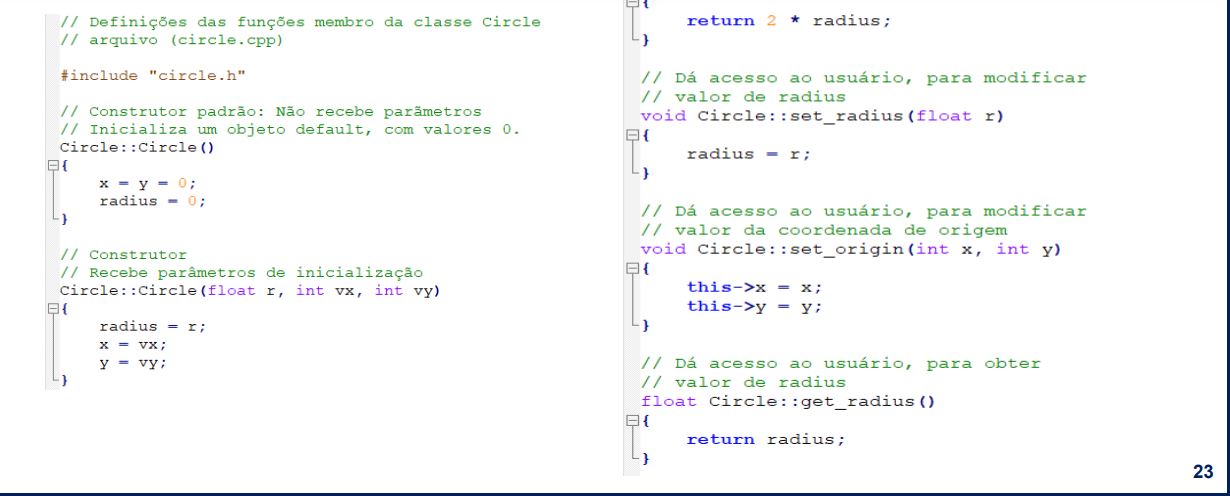 // Definições das funções membro da classe Circle
// arquivo (circle.cpp)
#include "circle.h"
// Construtor padrão: Não recebe parãmetros
// Inicializa um objeto default, com valores 0.
Circle::Circle()
{
x = y = 0;
radius = 0;
}
// Construtor
// Recebe parâmetros de inicialização
Circle::Circle(float r, int vx, int vy)
{
radius = r;
x = vx;
y = vy;
}
{
return 2 * radius;
}
// Dá acesso ao usuário, para modificar
// valor de radius
void Circle::set_radius(float r)
{
radius = r;
}
// Dá acesso ao usuário, para modificar
// valor da coordenada de origem
void Circle::set_origin(int x, int y)
{
this->x = x;
this->y = y;
}
// Dá acesso ao usuário, para obter
// valor de radius
float Circle::get_radius()
{
return radius;
}
23